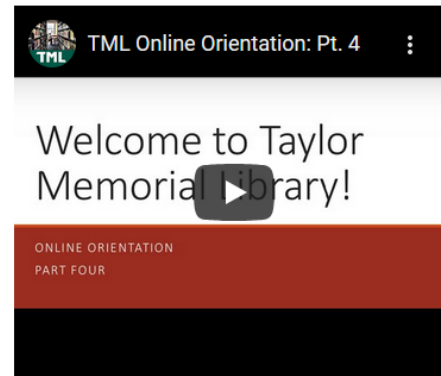 TML
TML Online Orientation: Pt. 4
Welcome to Taylor
Memorial Library!
ONLINE ORIENTATION
PART FOUR